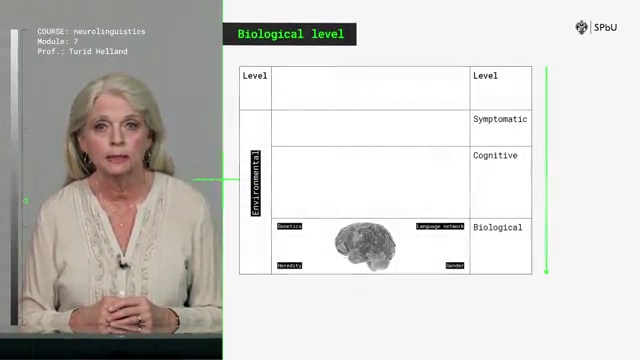 COURSE: neurolinguistics
Module: 7
Prof.: Turid Helland
Biological level
SPbU
Level
Level
Symptomatic
Environmental
Cognitive
Genetics
Language network
Biological
Heredity
Gender